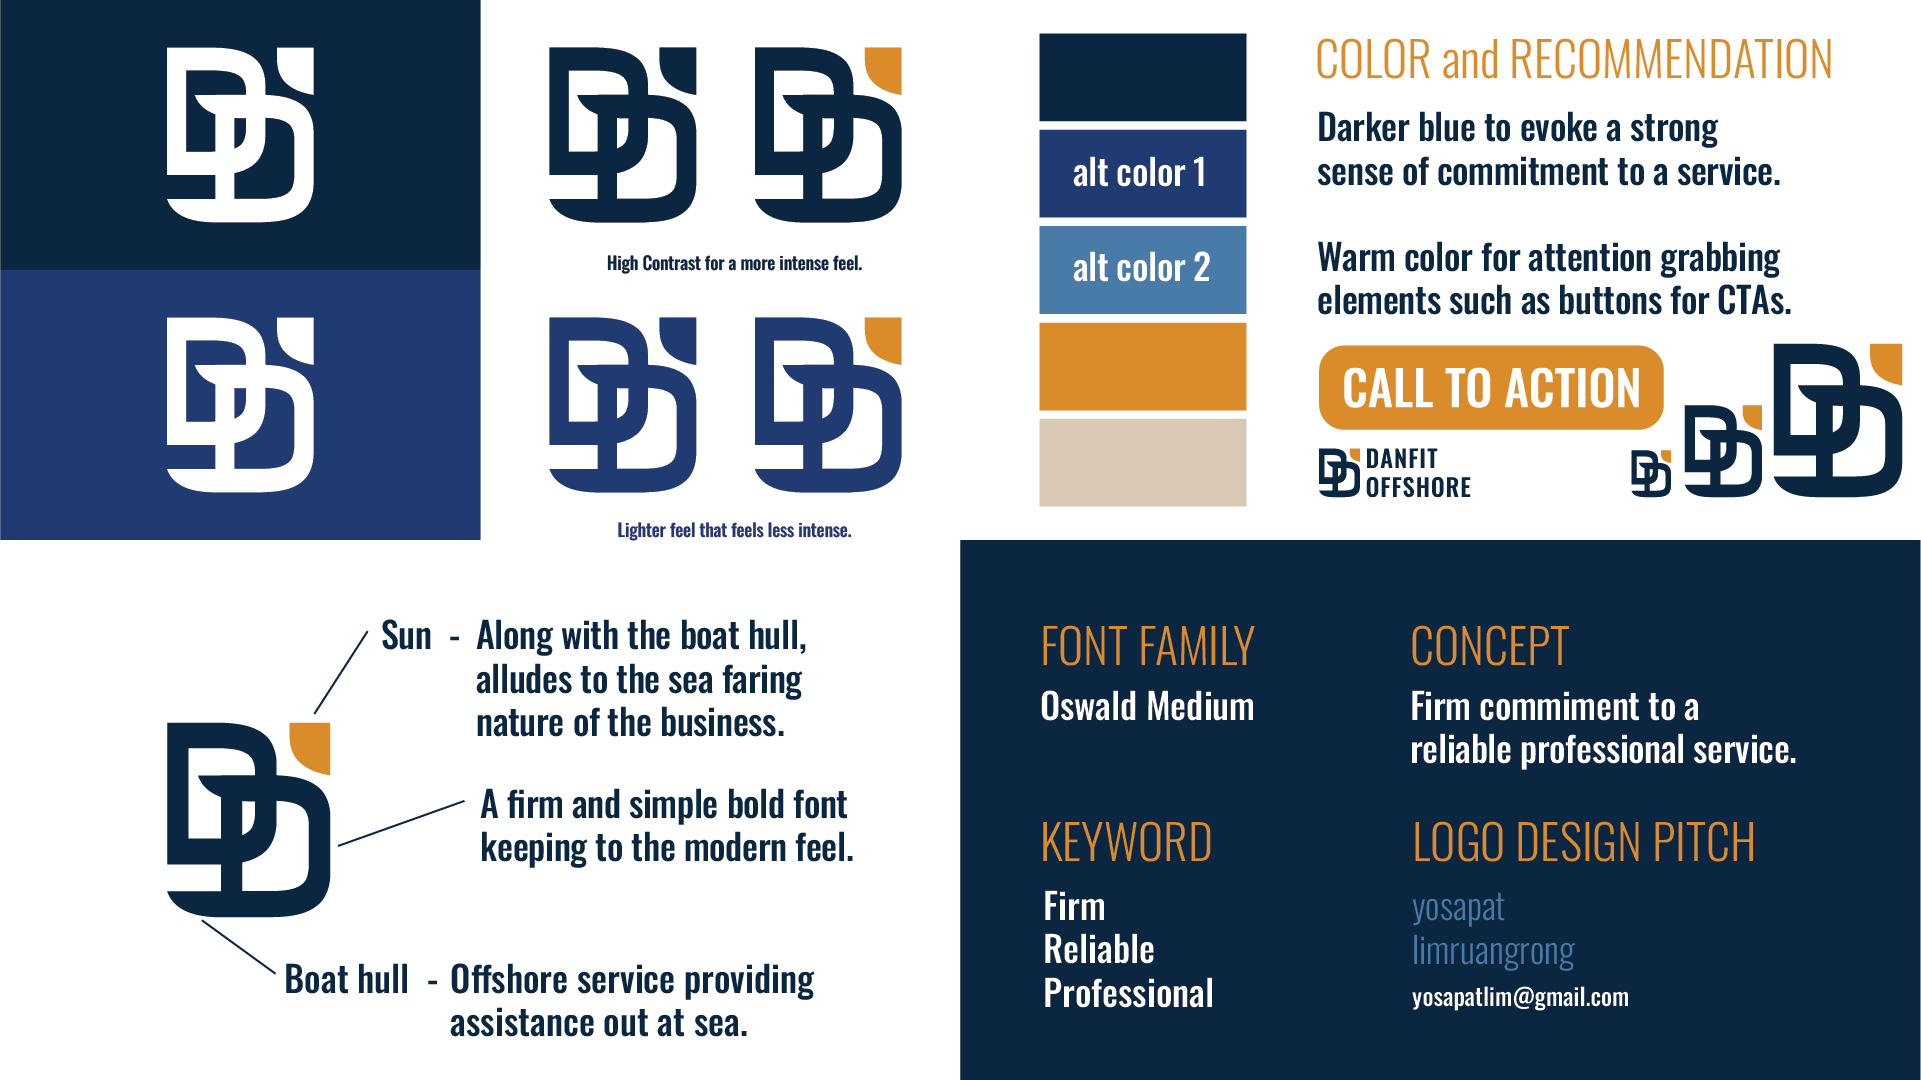 High Contrast for a more intense feel.
Lighter feel that feels less intense.
alt color 1
alt color 2
COLOR and RECOMMENDATION
Darker blue to evoke a strong
sense of commitment to a service.
Warm color for attention grabbing
elements such as buttons for CTAs.
CALL TO ACTION
DANFIT
OFFSHORE
Sun - Along with the boat hull,
alludes to the sea faring
nature of the business.
A firm and simple bold font
keeping to the modern feel.
Boat hull - Offshore service providing
assistance out at sea.
FONT FAMILY
Oswald Medium
CONCEPT
Firm commiment to a
reliable professional service.
KEYWORD
Firm
Reliable
Professional
LOGO DESIGN PITCH
yosapat
limruangrong
yosapatlim@gmail.com